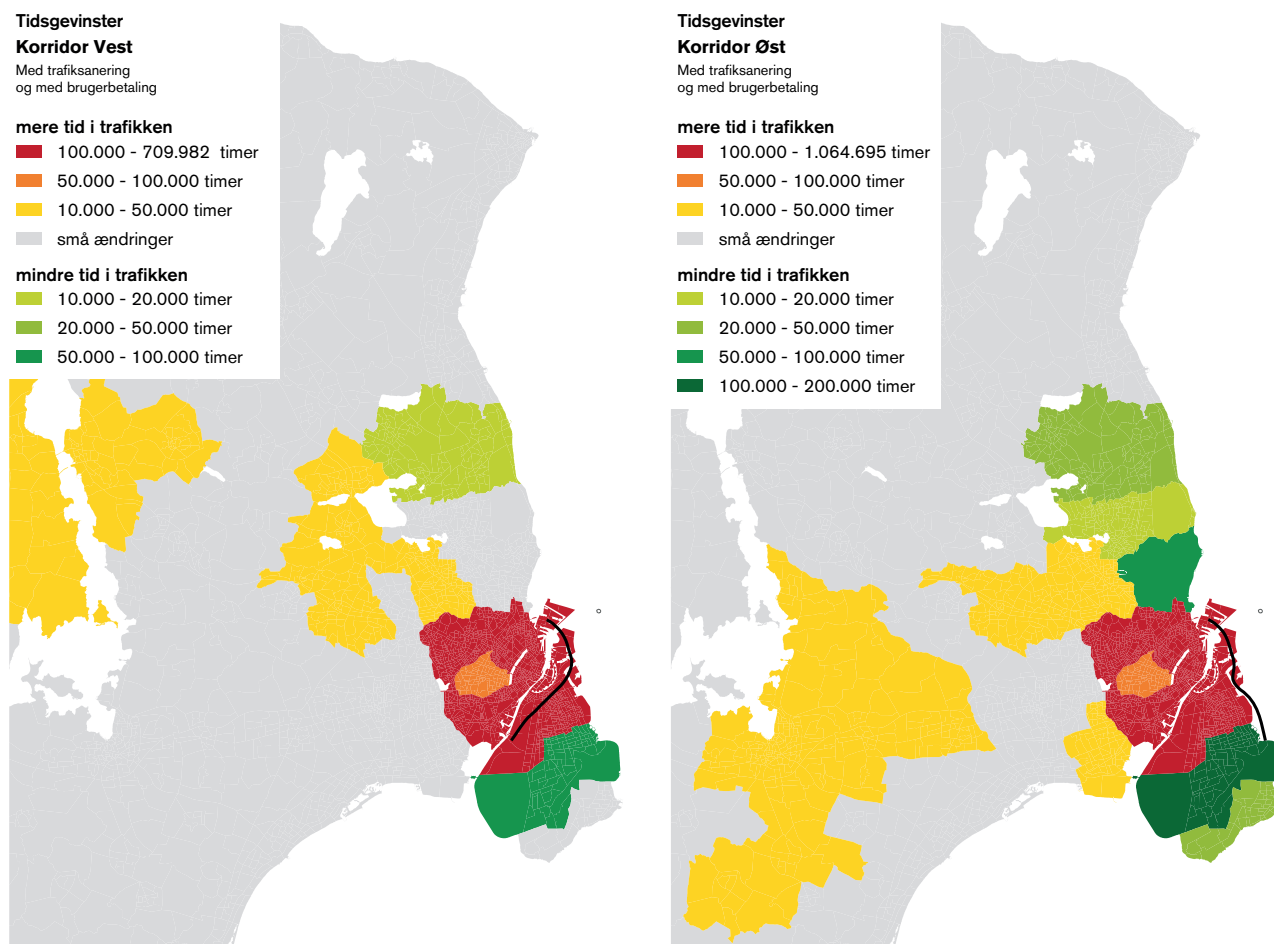 Tidsgevinster
Korridor Vest
Med trafiksanering
og med brugerbetaling
mere tid i trafikken
100.000 - 709.982 timer
50.000 - 100.000 timer
10.000 - 50.000 timer
små ændringer
mindre tid i trafikken
10.000 - 20.000 timer
20.000 - 50.000 timer
50.000 - 100.000 timer
Tidsgevinster
Korridor Øst
Med trafiksanering
og med brugerbetaling
mere tid i trafikken
100.000 - 1.064.695 timer
50.000 - 100.000 timer
10.000 - 50.000 timer
små ændringer
mindre tid i trafikken
10.000 - 20.000 timer
20.000 - 50.000 timer
50.000 - 100.000 timer
100.000 - 200.000 timer